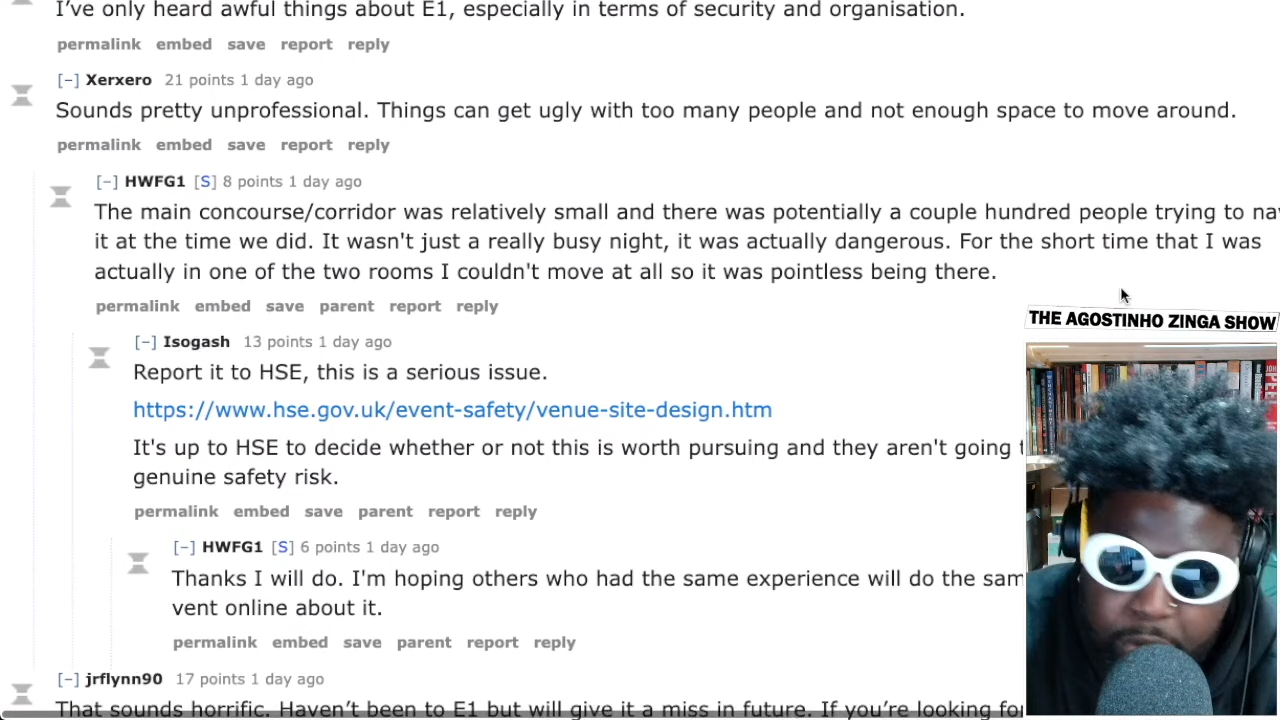 I've only heard awful things about E1, especially in terms of security and organisation.
permalink embed save report reply
[–] Xerxero 21 points 1 day ago
Sounds pretty unprofessional. Things can get ugly with too many people and not enough space to move around.
permalink embed save report reply
[–] HWFG1 [S] 8 points 1 day ago
The main concourse/corridor was relatively small and there was potentially a couple hundred people trying to na
it at the time we did. It wasn't just a really busy night, it was actually dangerous. For the short time that I was
actually in one of the two rooms I couldn't move at all so it was pointless being there.
permalink embed save parent report reply
THE AGOSTINHO ZINGA SHOW
[–] Isogash 13 points 1 day ago
Report it to HSE, this is a serious issue.
https://www.hse.gov.uk/event-safety/venue-site-design.htm
It's up to HSE to decide whether or not this is worth pursuing and they aren't going
genuine safety risk.
permalink embed save parent report reply
[–] HWFG1 [S] 6 points 1 day ago
Thanks I will do. I'm hoping others who had the same experience will do the sam
vent online about it.
permalink embed save parent report reply
[–] jrflynn90 17 points 1 day ago
That sounds horrific. Haven't been to E1 but will give it a miss in future. If you're looking fo